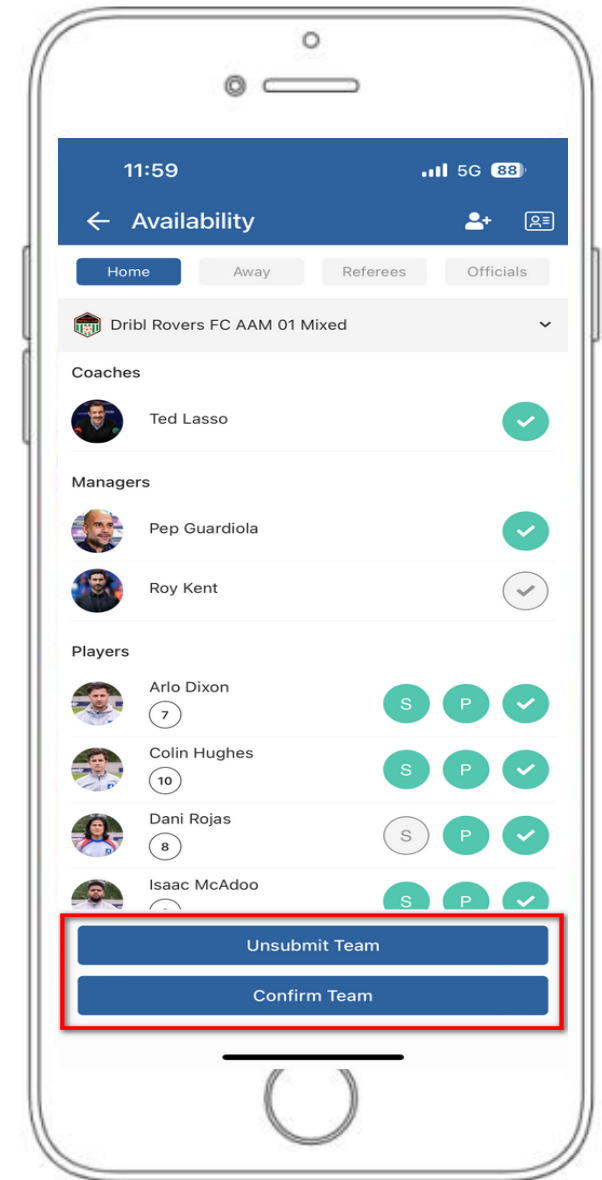 11:59 5G 88
Availability
Home Away Referees Officials
Dribl Rovers FC AAM 01 Mixed
Coaches
Ted Lasso
Managers
Pep Guardiola
Roy Kent
Players
Arlo Dixon
7 S P
Colin Hughes
10 S P
Dani Rojas
8 S P
Isaac McAdoo
S P
Unsubmit Team
Confirm Team